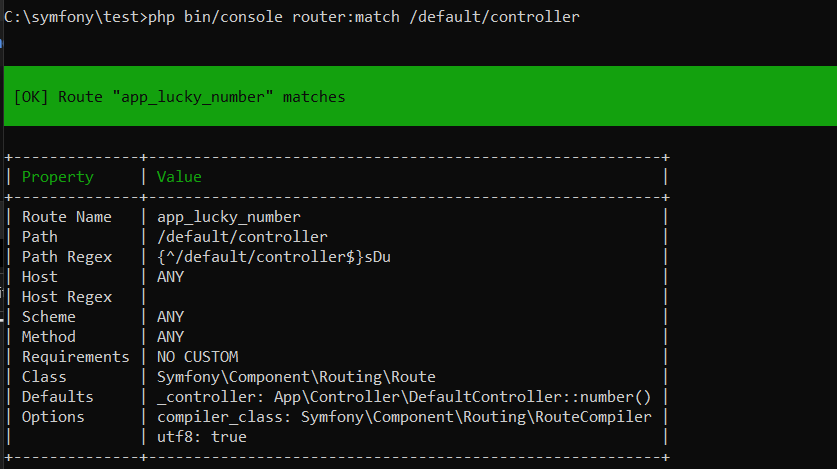 C:\symfony\test>php bin/console router:match /default/controller
[OK] Route "app_lucky_number" matches
+--------------+---------------------------------------------------------+
| Property | Value |
+--------------+---------------------------------------------------------+
| Route Name | app_lucky_number |
| Path | /default/controller |
| Path Regex | {^/default/controller$}sDu |
| Host | ANY |
| Host Regex | |
| Scheme | ANY |
| Method | ANY |
| Requirements | NO CUSTOM |
| Class | Symfony\Component\Routing\Route |
| Defaults | _controller: App\Controller\DefaultController::number() |
| Options | compiler_class: Symfony\Component\Routing\RouteCompiler |
| | utf8: true |
+--------------+---------------------------------------------------------+